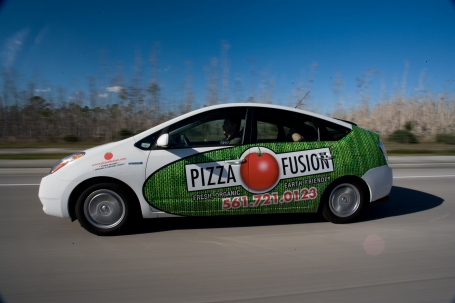 PIZZA FUSION
FRESH · ORGANIC EARTH FRIENDLY
561.721.0123